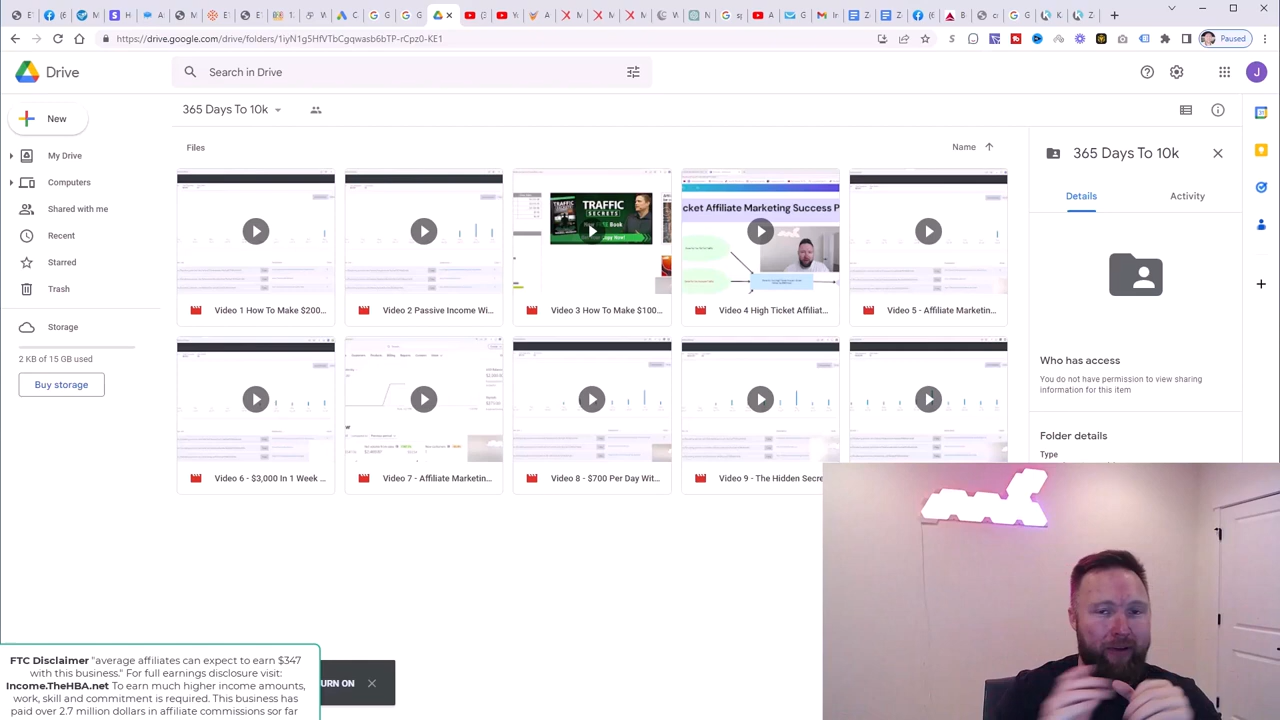 https://drive.google.com/drive/folders/1iyN1g5HfVTbCgqwasb6bTP-rCpz0-KE1
Paused
Drive
Search in Drive
J
New
365 Days To 10k
My Drive
Computers
Shared with me
Recent
Starred
Trash
Storage
2 KB of 15 GB used
Buy storage
Files
Name
TRAFFIC
SECRETS
Ticket Affiliate Marketing Success P
Video 1 How To Make $200...
Video 2 Passive Income Wi...
Video 3 How To Make $100...
Video 4 High Ticket Affiliat...
Video 5 - Affiliate Marketin...
Video 6 - $3,000 In 1 Week ...
Video 7 - Affiliate Marketin...
Video 8 - $700 Per Day Wit...
Video 9 - The Hidden Secre
365 Days To 10k
Details
Activity
Who has access
You do not have permission to view sharing
information for this item
Folder details
Type
FTC Disclaimer "average affiliates can expect to earn $347
with this business." For full earnings disclosure visit:
Income.TheHBA.net To earn much higher income amounts,
work, skill and commitment is required. This business has
paid over 2.7 million dollars in affiliate commissions sor far
URN ON